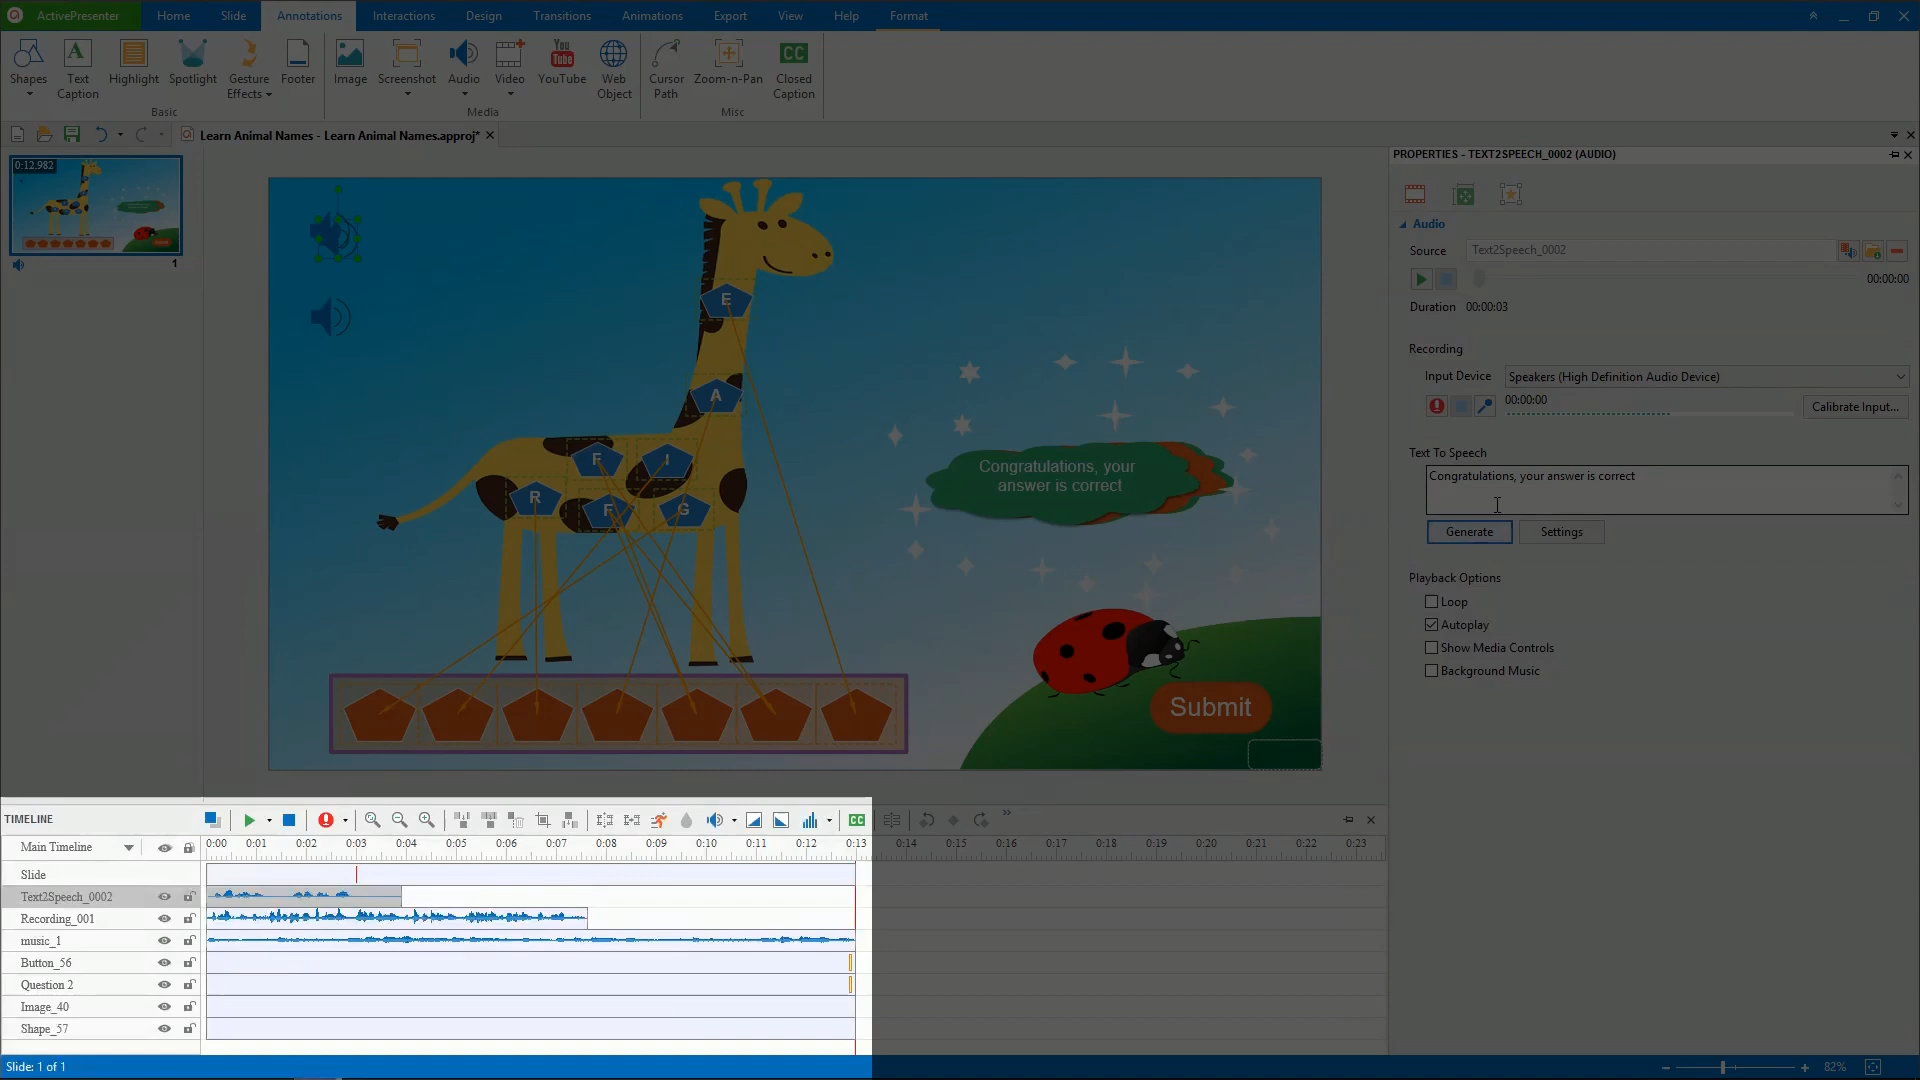 ActivePresenter
Home
Slide
Annotations
Interactions
Design
Transitions
Animations
Export
View
Help
Format
Shapes
Text
Caption
Highlight
Spotlight
Gesture
Effects
Footer
Image
Screenshot
Audio
Video
You
Tube
YouTube
Web
Object
Cursor
Path
Zoom-n-Pan
CC
Closed
Caption
Basic
Media
Misc
Learn Animal Names - Learn Animal Names.approj*
PROPERTIES - TEXT2SPEECH_0002 (AUDIO)
0:12.982
1
E
A
F
I
R
F
G
Congratulations, your
answer is correct
Submit
Audio
Source
Text2Speech_0002
00:00:00
Duration
00:00:03
Recording
Input Device
Speakers (High Definition Audio Device)
00:00:00
Calibrate Input...
Text To Speech
Congratulations, your answer is correct
Generate
Settings
Playback Options
Loop
Autoplay
Show Media Controls
Background Music
TIMELINE
CC
Main Timeline
0:00 0:01 0:02 0:03 0:04 0:05 0:06 0:07 0:08 0:09 0:10 0:11 0:12 0:13 0:14 0:15 0:16 0:17 0:18 0:19 0:20 0:21 0:22 0:23
Slide
Text2Speech_0002
Recording_001
music_1
Button_56
Question 2
Image_40
Shape_57
Slide: 1 of 1
82%